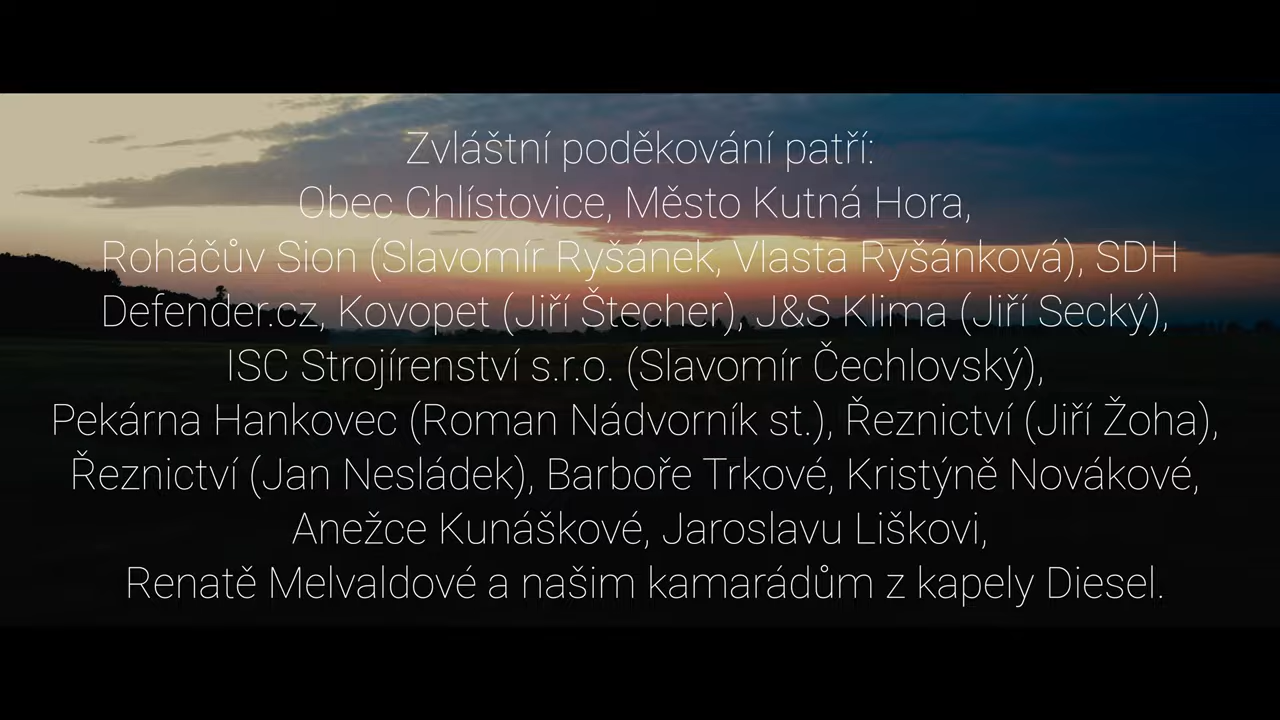 Zvláštní poděkování patří:
Obec Chlístovice, Město Kutná Hora,
Roháčův Sion (Slavomír Ryšánek, Vlasta Ryšánková), SDH
Defender.cz, Kovopet (Jiří Štecher), J&S Klima (Jiří Secký),
ISC Strojírenství s.r.o. (Slavomír Čechlovský),
Pekárna Hankovec (Roman Nádvorník st.), Řeznictví (Jiří Žoha),
Řeznictví (Jan Nesládek), Barboře Trkové, Kristýně Novákové,
Anežce Kunáškové, Jaroslavu Liškovi,
Renatě Melvaldové a našim kamarádům z kapely Diesel.